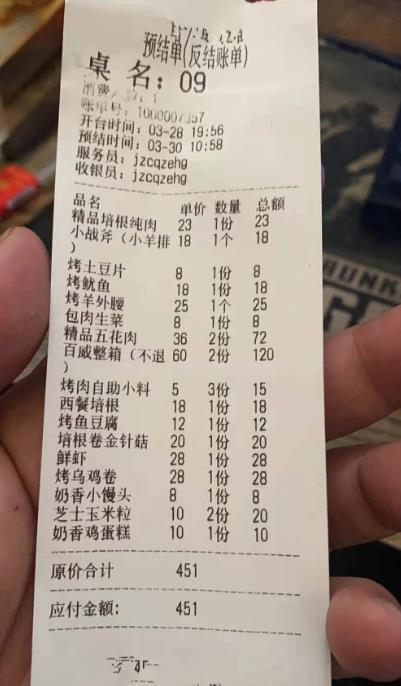 预结单(反结账单)
桌 名: 09
账单号: 1000007357
开台时间: 03-28 19:56
预结时间: 03-30 10:58
服务员: jzcqzehg
收银员: jzcqzehg
品名 单价 数量 总额
精品培根纯肉 23 1份 23
小战斧（小羊排 18 1个 18
）
烤土豆片 8 1份 8
烤鱿鱼 18 1份 18
烤羊外腰 25 1个 25
包肉生菜 8 1份 8
精品五花肉 36 2份 72
百威整箱（不退 60 2份 120
）
烤肉自助小料 5 3份 15
西餐培根 18 1份 18
烤鱼豆腐 12 1份 12
培根卷金针菇 20 1份 20
鲜虾 28 1份 28
烤乌鸡卷 28 1份 28
奶香小馒头 8 1份 8
芝士玉米粒 10 2份 20
奶香鸡蛋糕 10 1份 10
原价合计 451
应付金额: 451